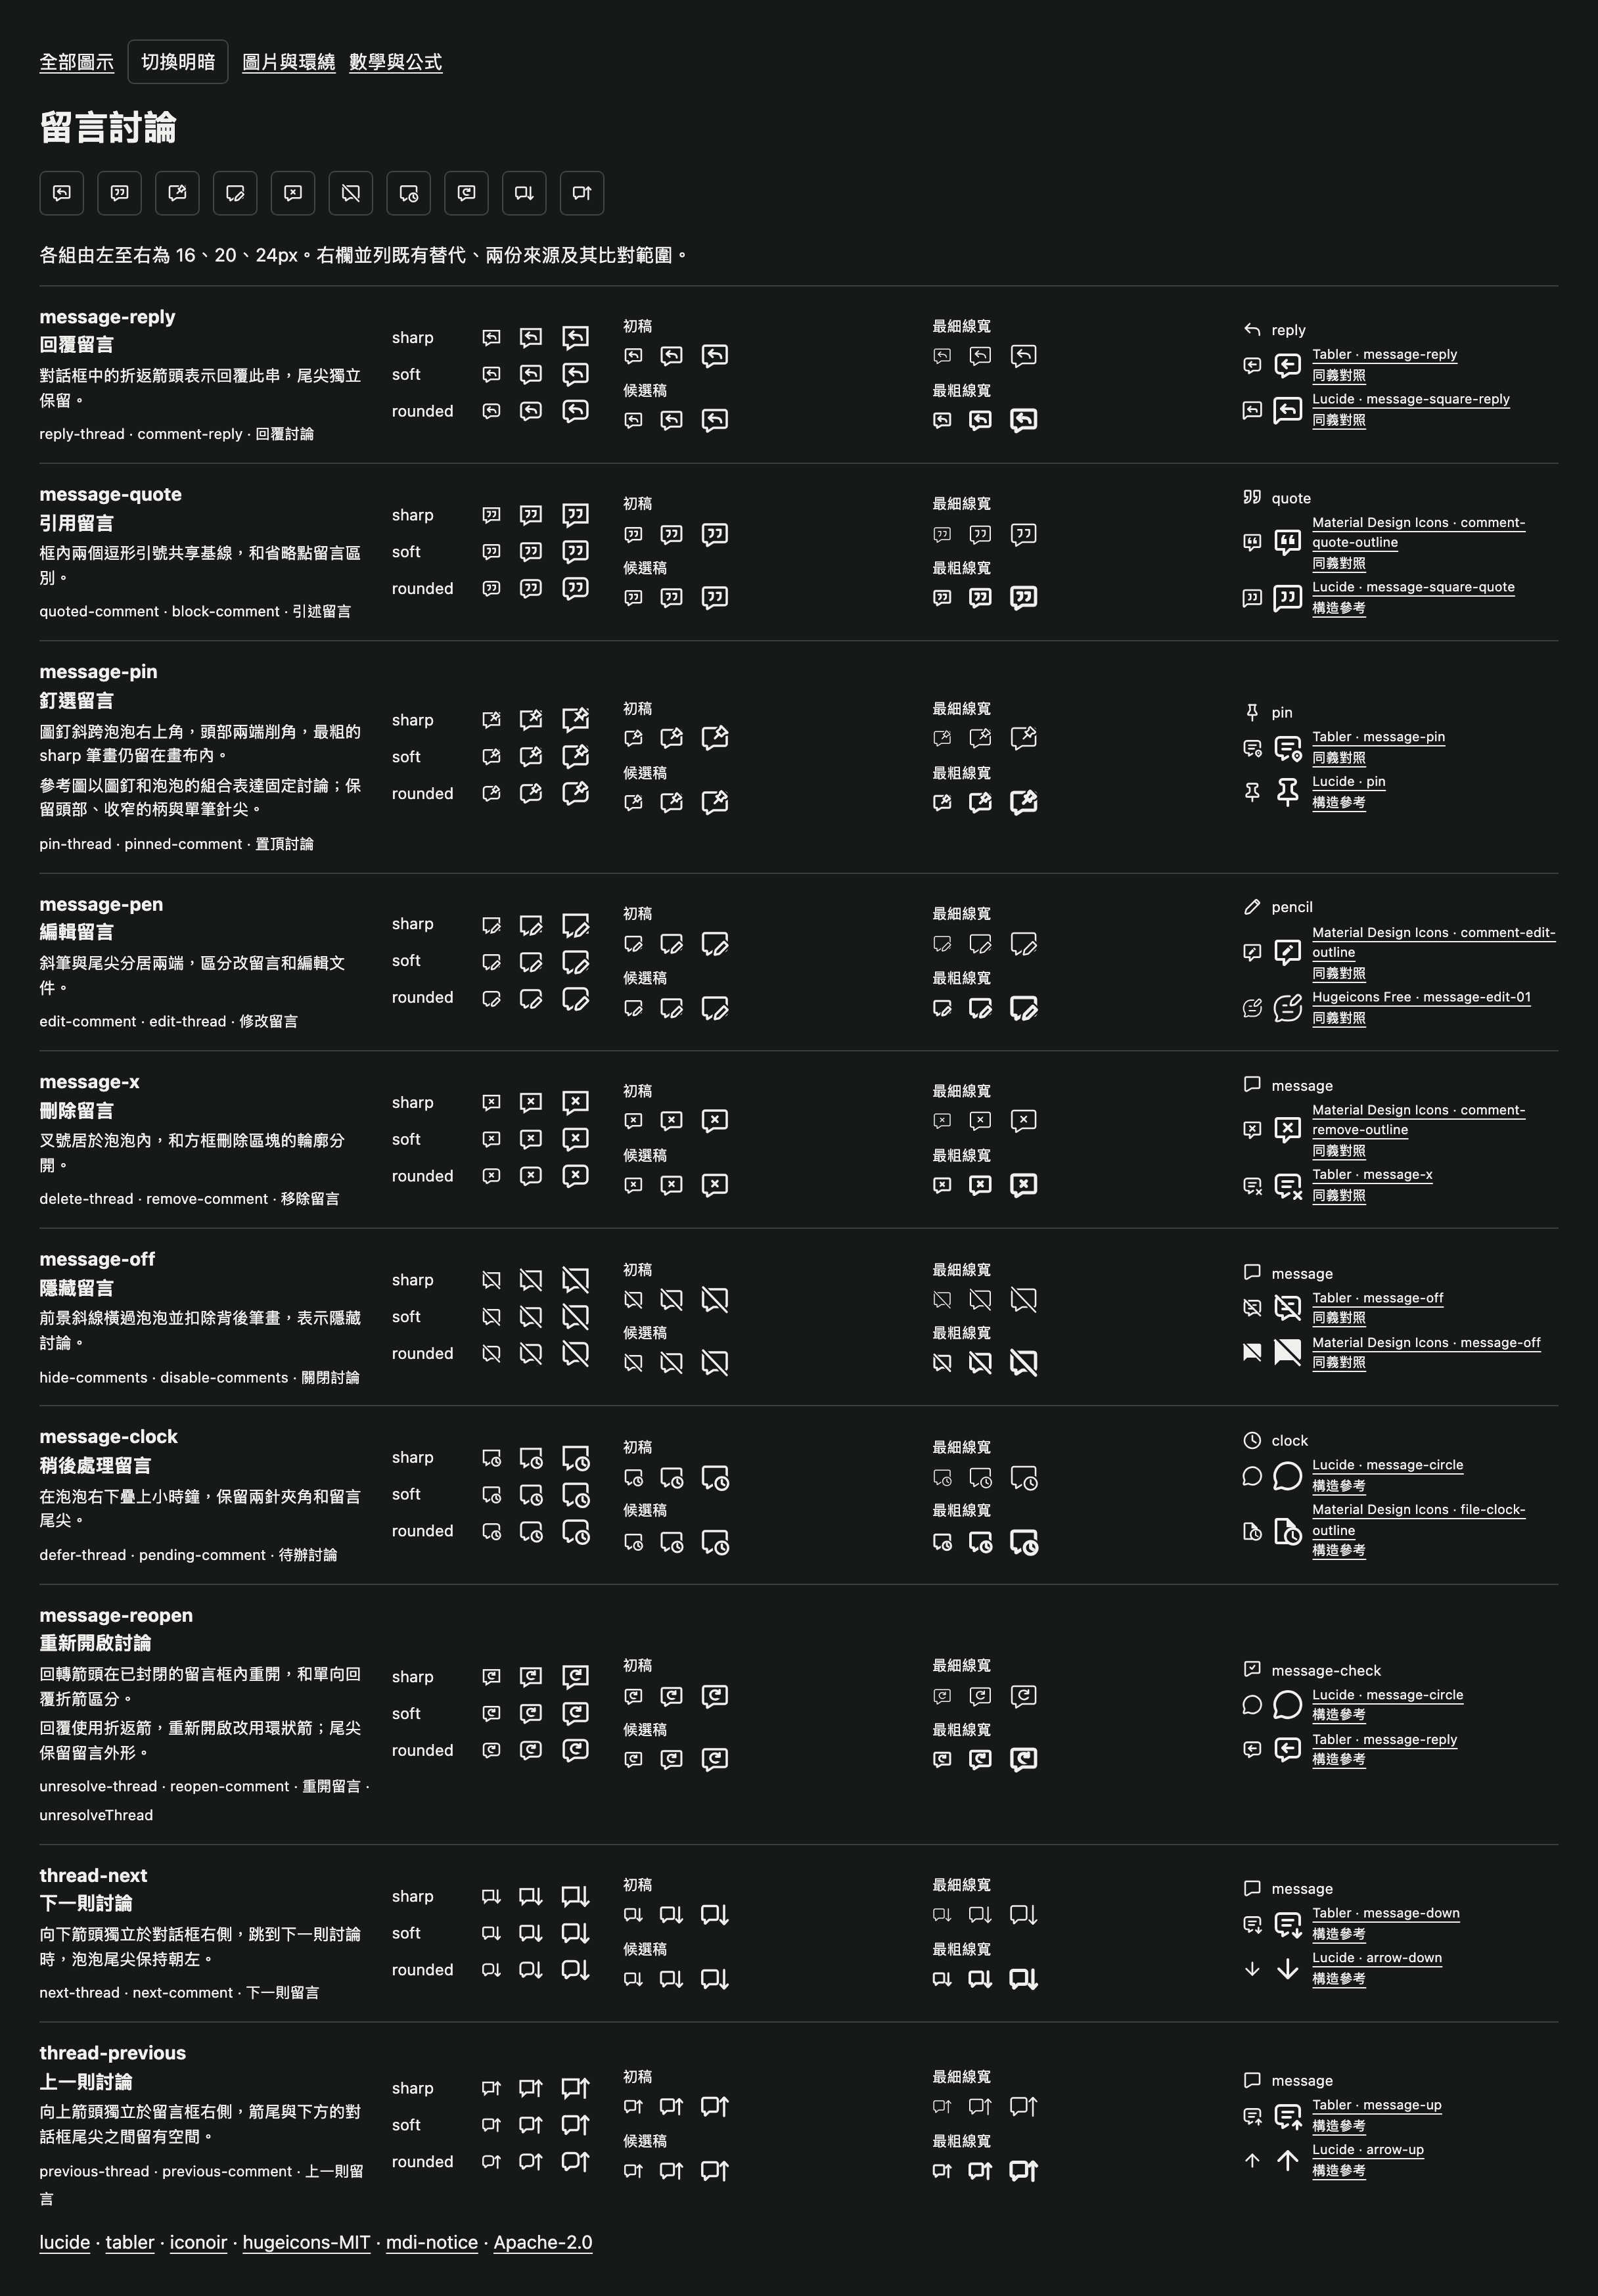 全部圖示 切換明暗 圖片與環繞 數學與公式
留言討論
各組由左至右為 16、20、24px。右欄並列既有替代、兩份來源及其比對範圍。
message-reply
回覆留言
對話框中的折返箭頭表示回覆此串，尾尖獨立
保留。
reply-thread · comment-reply · 回覆討論
sharp
soft
rounded
初稿
候選稿
最細線寬
最粗線寬
reply
Tabler · message-reply
同義對照
Lucide · message-square-reply
同義對照
message-quote
引用留言
框內兩個逗形引號共享基線，和省略點留言區
別。
quoted-comment · block-comment · 引述留言
sharp
soft
rounded
初稿
候選稿
最細線寬
最粗線寬
quote
Material Design Icons · comment-
quote-outline
同義對照
Lucide · message-square-quote
構造參考
message-pin
釘選留言
圖釘斜跨泡泡右上角，頭部兩端削角，最粗的
sharp 筆畫仍留在畫布內。
參考圖以圖釘和泡泡的組合表達固定討論；保
留頭部、收窄的柄與單筆針尖。
pin-thread · pinned-comment · 置頂討論
sharp
soft
rounded
初稿
候選稿
最細線寬
最粗線寬
pin
Tabler · message-pin
同義對照
Lucide · pin
構造參考
message-pen
編輯留言
斜筆與尾尖分居兩端，區分改留言和編輯文
件。
edit-comment · edit-thread · 修改留言
sharp
soft
rounded
初稿
候選稿
最細線寬
最粗線寬
pencil
Material Design Icons · comment-edit-
outline
同義對照
Hugeicons Free · message-edit-01
同義對照
message-x
刪除留言
叉號居於泡泡內，和方框刪除區塊的輪廓分
開。
delete-thread · remove-comment · 移除留言
sharp
soft
rounded
初稿
候選稿
最細線寬
最粗線寬
message
Material Design Icons · comment-
remove-outline
同義對照
Tabler · message-x
同義對照
message-off
隱藏留言
前景斜線橫過泡泡並扣除背後筆畫，表示隱藏
討論。
hide-comments · disable-comments · 關閉討論
sharp
soft
rounded
初稿
候選稿
最細線寬
最粗線寬
message
Tabler · message-off
同義對照
Material Design Icons · message-off
同義對照
message-clock
稍後處理留言
在泡泡右下疊上小時鐘，保留兩針夾角和留言
尾尖。
defer-thread · pending-comment · 待辦討論
sharp
soft
rounded
初稿
候選稿
最細線寬
最粗線寬
clock
Lucide · message-circle
構造參考
Material Design Icons · file-clock-
outline
構造參考
message-reopen
重新開啟討論
回轉箭頭在已封閉的留言框內重開，和單向回
覆折箭區分。
回覆使用折返箭，重新開啟改用環狀箭；尾尖
保留留言外形。
unresolve-thread · reopen-comment · 重開留言 ·
unresolveThread
sharp
soft
rounded
初稿
候選稿
最細線寬
最粗線寬
message-check
Lucide · message-circle
構造參考
Tabler · message-reply
構造參考
thread-next
下一則討論
向下箭頭獨立於對話框右側，跳到下一則討論
時，泡泡尾尖保持朝左。
next-thread · next-comment · 下一則留言
sharp
soft
rounded
初稿
候選稿
最細線寬
最粗線寬
message
Tabler · message-down
構造參考
Lucide · arrow-down
構造參考
thread-previous
上一則討論
向上箭頭獨立於留言框右側，箭尾與下方的對
話框尾尖之間留有空間。
previous-thread · previous-comment · 上一則留
言
sharp
soft
rounded
初稿
候選稿
最細線寬
最粗線寬
message
Tabler · message-up
構造參考
Lucide · arrow-up
構造參考
lucide · tabler · iconoir · hugeicons-MIT · mdi-notice · Apache-2.0